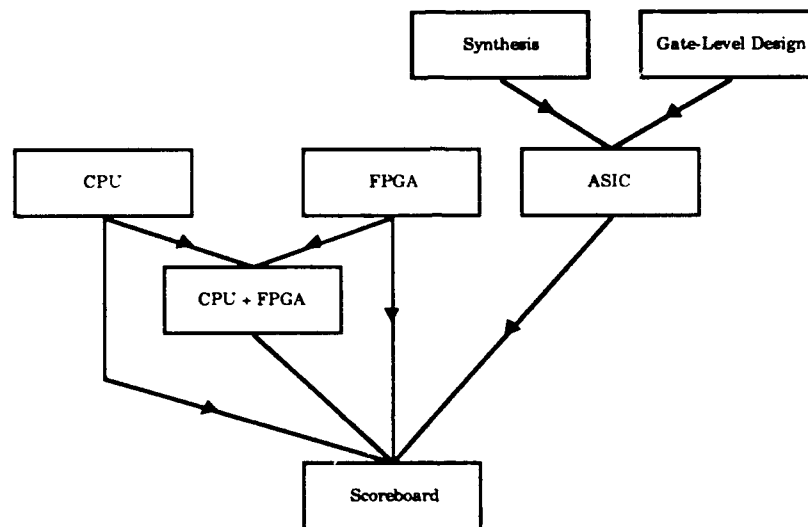 Synthesis
Gate-Level Design
CPU
FPGA
ASIC
CPU + FPGA
Scoreboard